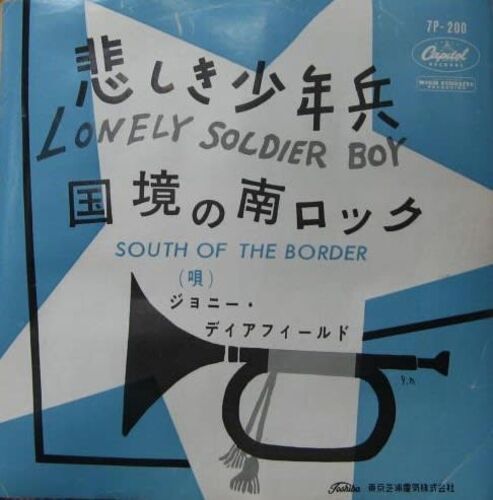 7P-200
Capitol
RECORDS
悲しき少年兵
LONELY SOLDIER BOY
国境の南ロック
SOUTH OF THE BORDER
(唄)
ジョニー・
デイアフィールド
Toshiba 東京芝浦電気株式会社